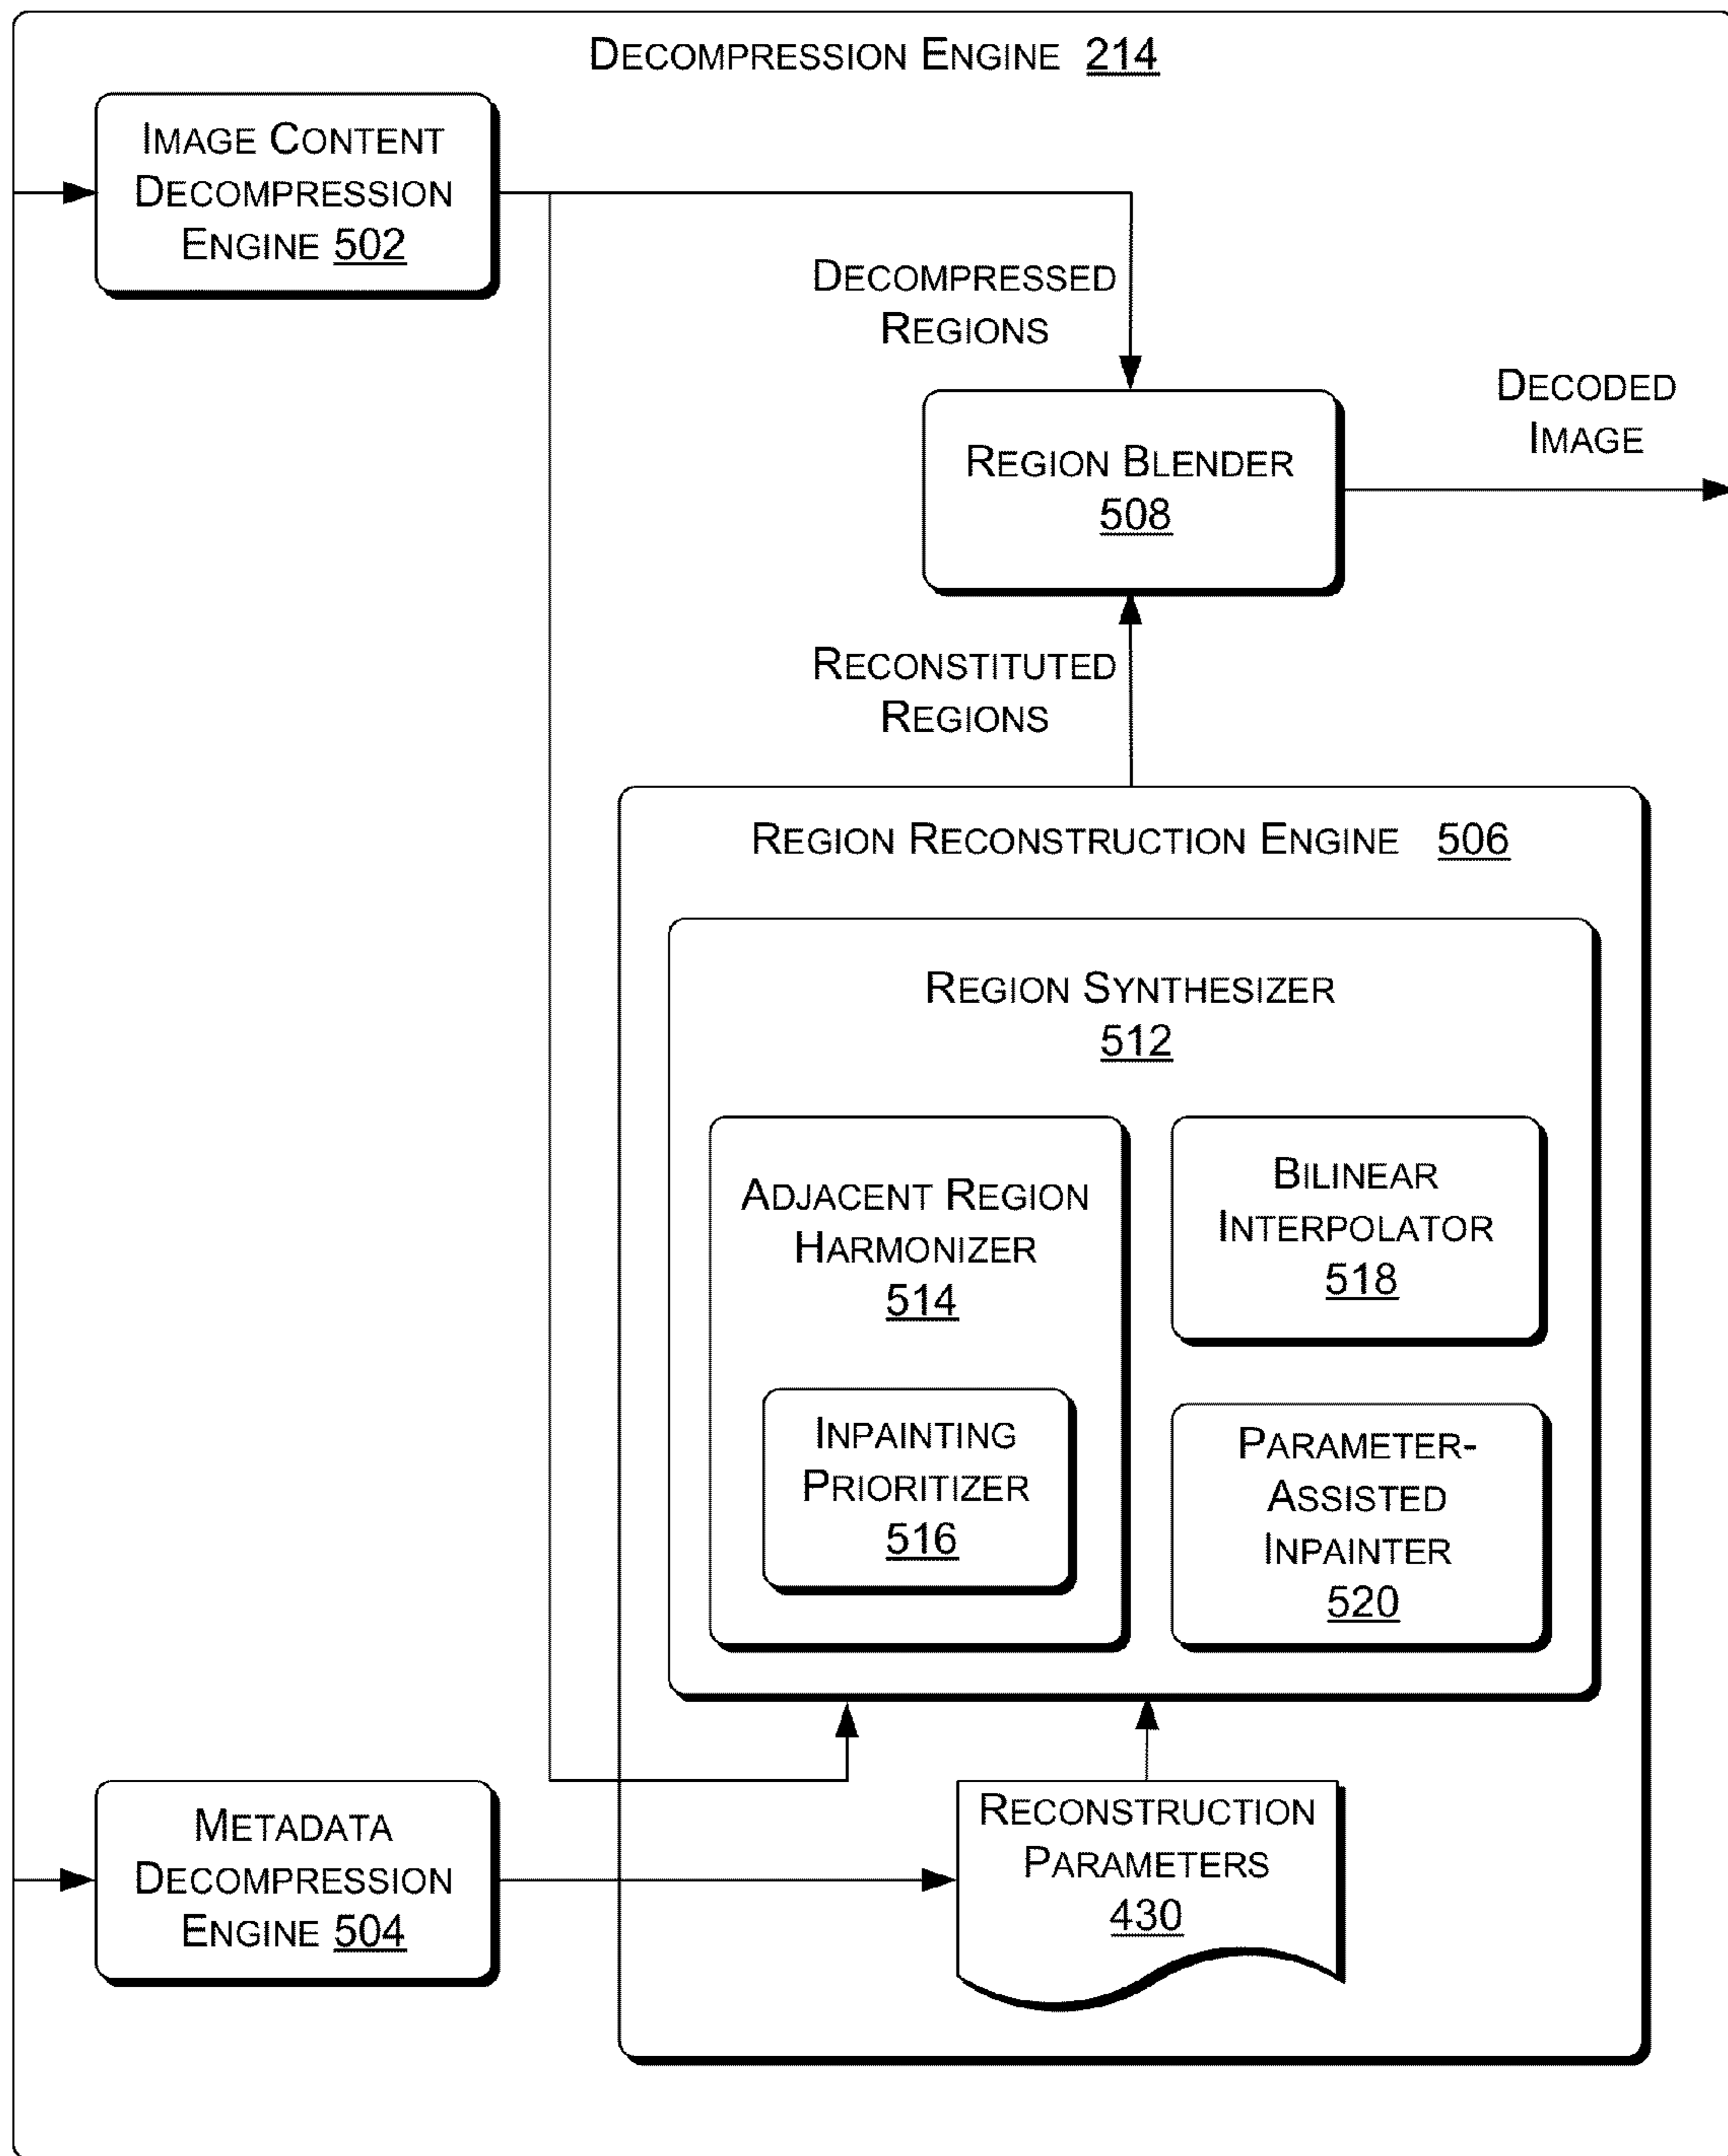 DECOMPRESSION ENGINE 214
IMAGE CONTENT
DECOMPRESSION
ENGINE 502
DECOMPRESSED
REGIONS
DECODED
IMAGE
REGION BLENDER
508
RECONSTITUTED
REGIONS
REGION RECONSTRUCTION ENGINE 506
REGION SYNTHESIZER
512
ADJACENT REGION
HARMONIZER
514
BILINEAR
INTERPOLATOR
518
INPAINTING
PRIORITIZER
516
PARAMETER-
ASSISTED
INPAINTER
520
METADATA
DECOMPRESSION
ENGINE 504
RECONSTRUCTION
PARAMETERS
430